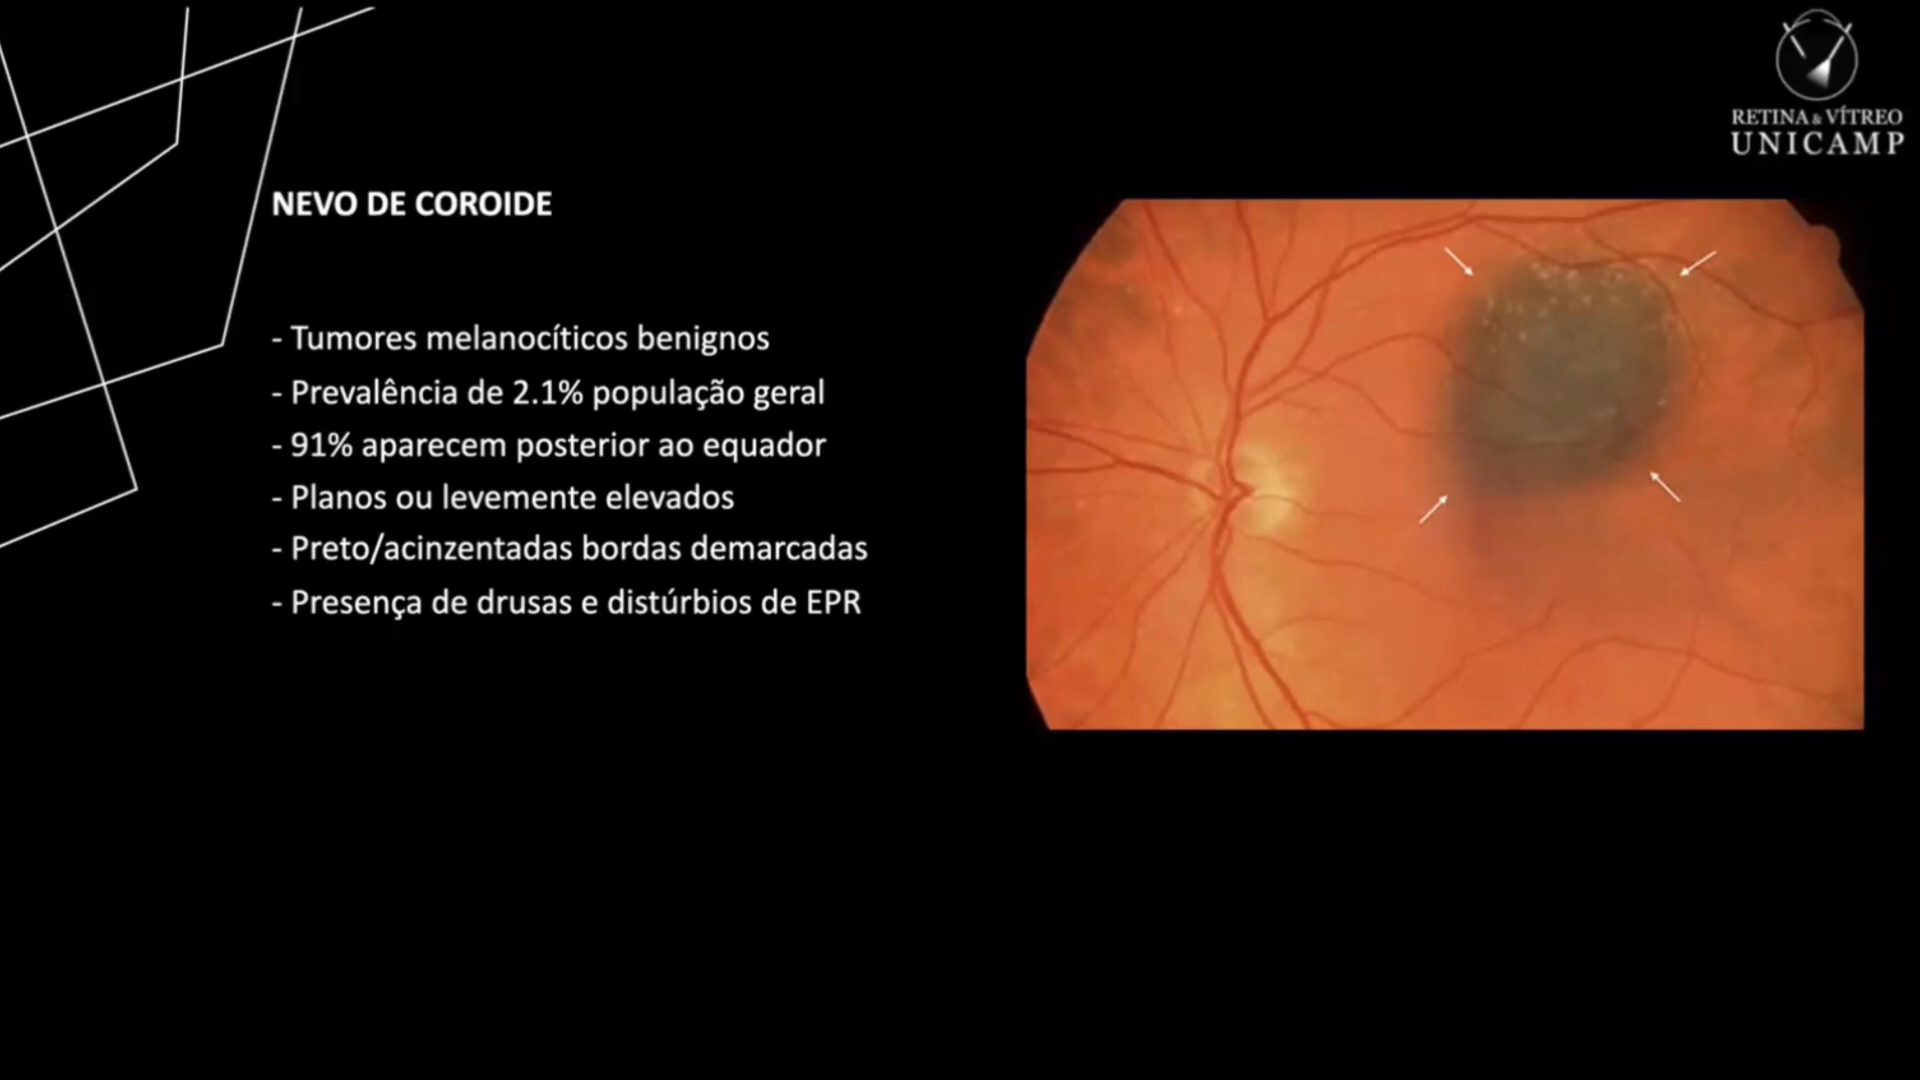 RETINA & VÍTREO
UNICAMP
NEVO DE COROIDE
- Tumores melanocíticos benignos
- Prevalência de 2.1% população geral
- 91% aparecem posterior ao equador
- Planos ou levemente elevados
- Preto/acinzentadas bordas demarcadas
- Presença de drusas e distúrbios de EPR